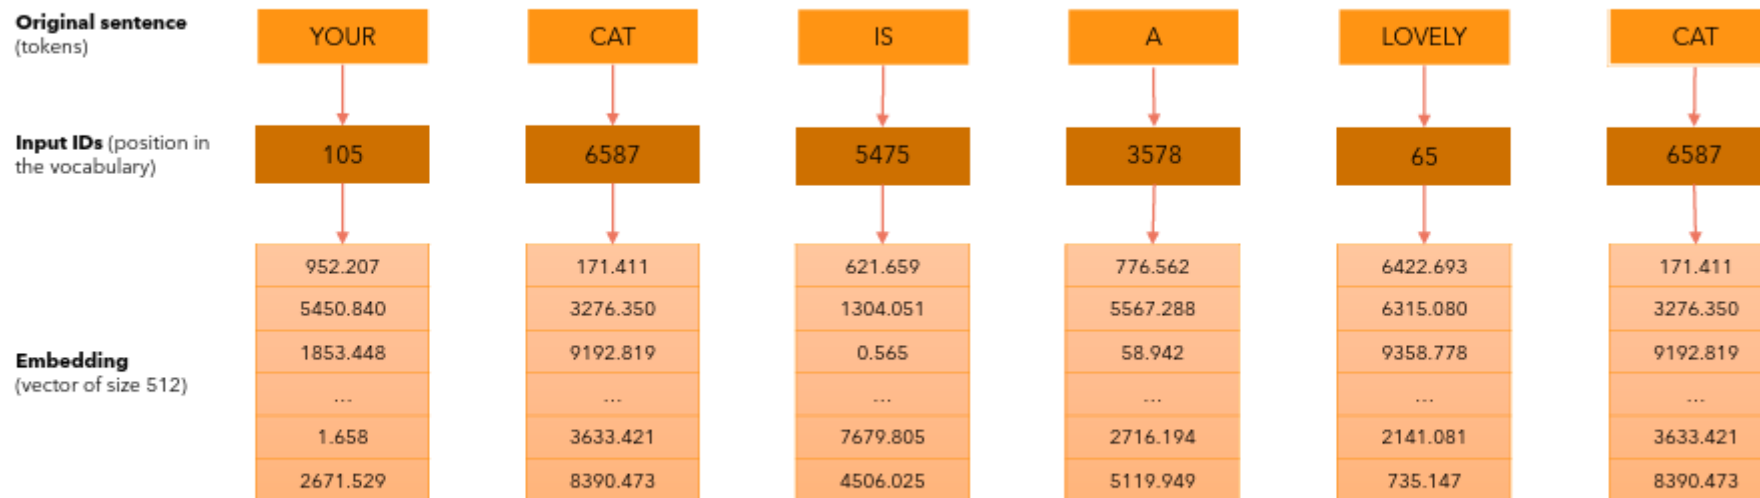 Original sentence
(tokens)
YOUR CAT IS A LOVELY CAT
Input IDs (position in
the vocabulary)
105 6587 5475 3578 65 6587
Embedding
(vector of size 512)
952.207 171.411 621.659 776.562 6422.693 171.411
5450.840 3276.350 1304.051 5567.288 6315.080 3276.350
1853.448 9192.819 0.565 58.942 9358.778 9192.819
... ... ... ... ... ...
1.658 3633.421 7679.805 2716.194 2141.081 3633.421
2671.529 8390.473 4506.025 5119.949 735.147 8390.473